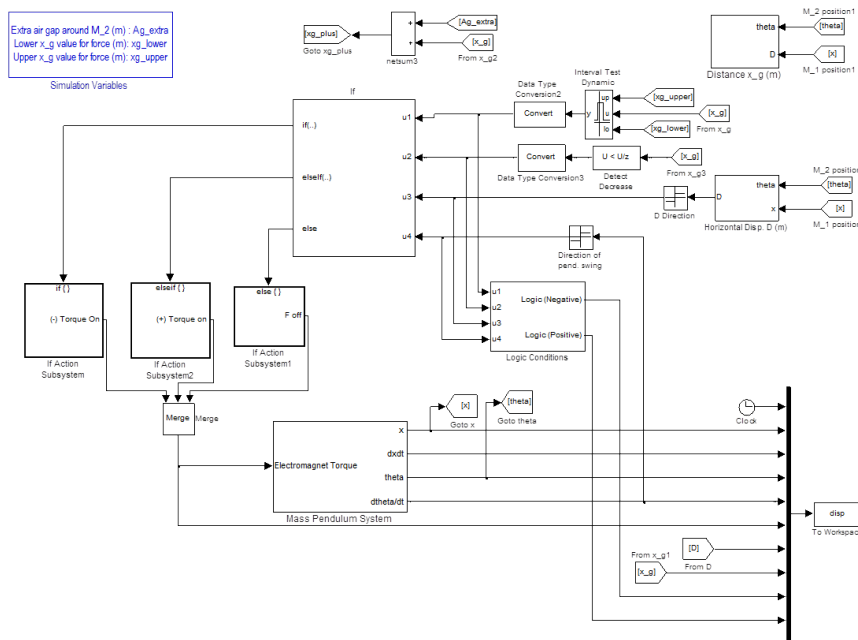 Extra air gap around M_2 (m) : Ag_extra
Lower x_g value for force (m): xg_lower
Upper x_g value for force (m): xg_upper
Simulation Variables
[xg_plus]
Goto xg_plus
+
+
netsum3
[Ag_extra]
[x_g]
From x_g2
M_2 position1
theta
[theta]
D
[x]
M_1 position1
Distance x_g (m)
If
if(..)
elseif(..)
else
u1
u2
u3
u4
Data Type
Conversion2
Convert
Interval Test
Dynamic
up
y
u
lo
[xg_upper]
[x_g]
[xg_lower]
From x_g
Convert
Data Type Conversion3
U < U/z
Detect
Decrease
[x_g]
From x_g3
D Direction
M_2 position
theta
[theta]
D
x
[x]
M_1 position
Horizontal Disp. D (m)
Direction of
pend. swing
if { }
(-) Torque On
If Action
Subsystem
elseif { }
(+) Torque on
If Action
Subsystem2
else { }
F off
If Action
Subsystem1
u1
u2
u3
u4
Logic (Negative)
Logic (Positive)
Logic Conditions
Merge
Merge
Electromagnet Torque
x
dxdt
theta
dtheta/dt
Mass Pendulum System
[x]
Goto x
[theta]
Goto theta
Clock
disp
To Workspac
[D]
From D
From x_g1
[x_g]